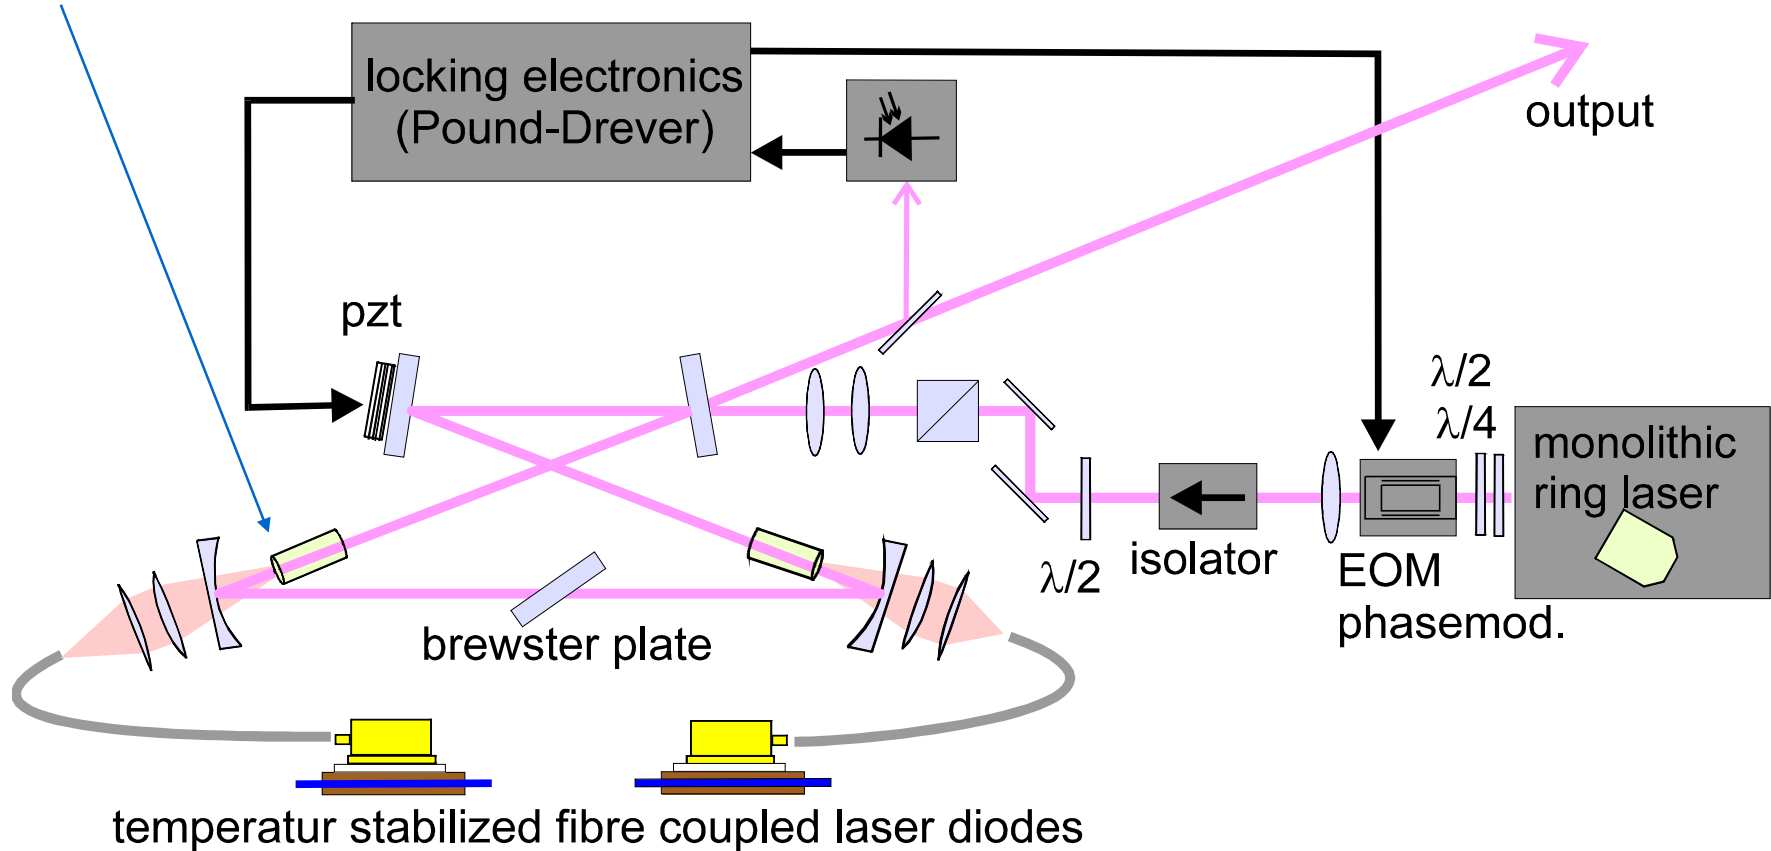 locking electronics
(Pound-Drever)
output
pzt
λ/2
λ/4
monolithic
ring laser
isolator
λ/2
EOM
phasemod.
brewster plate
temperatur stabilized fibre coupled laser diodes